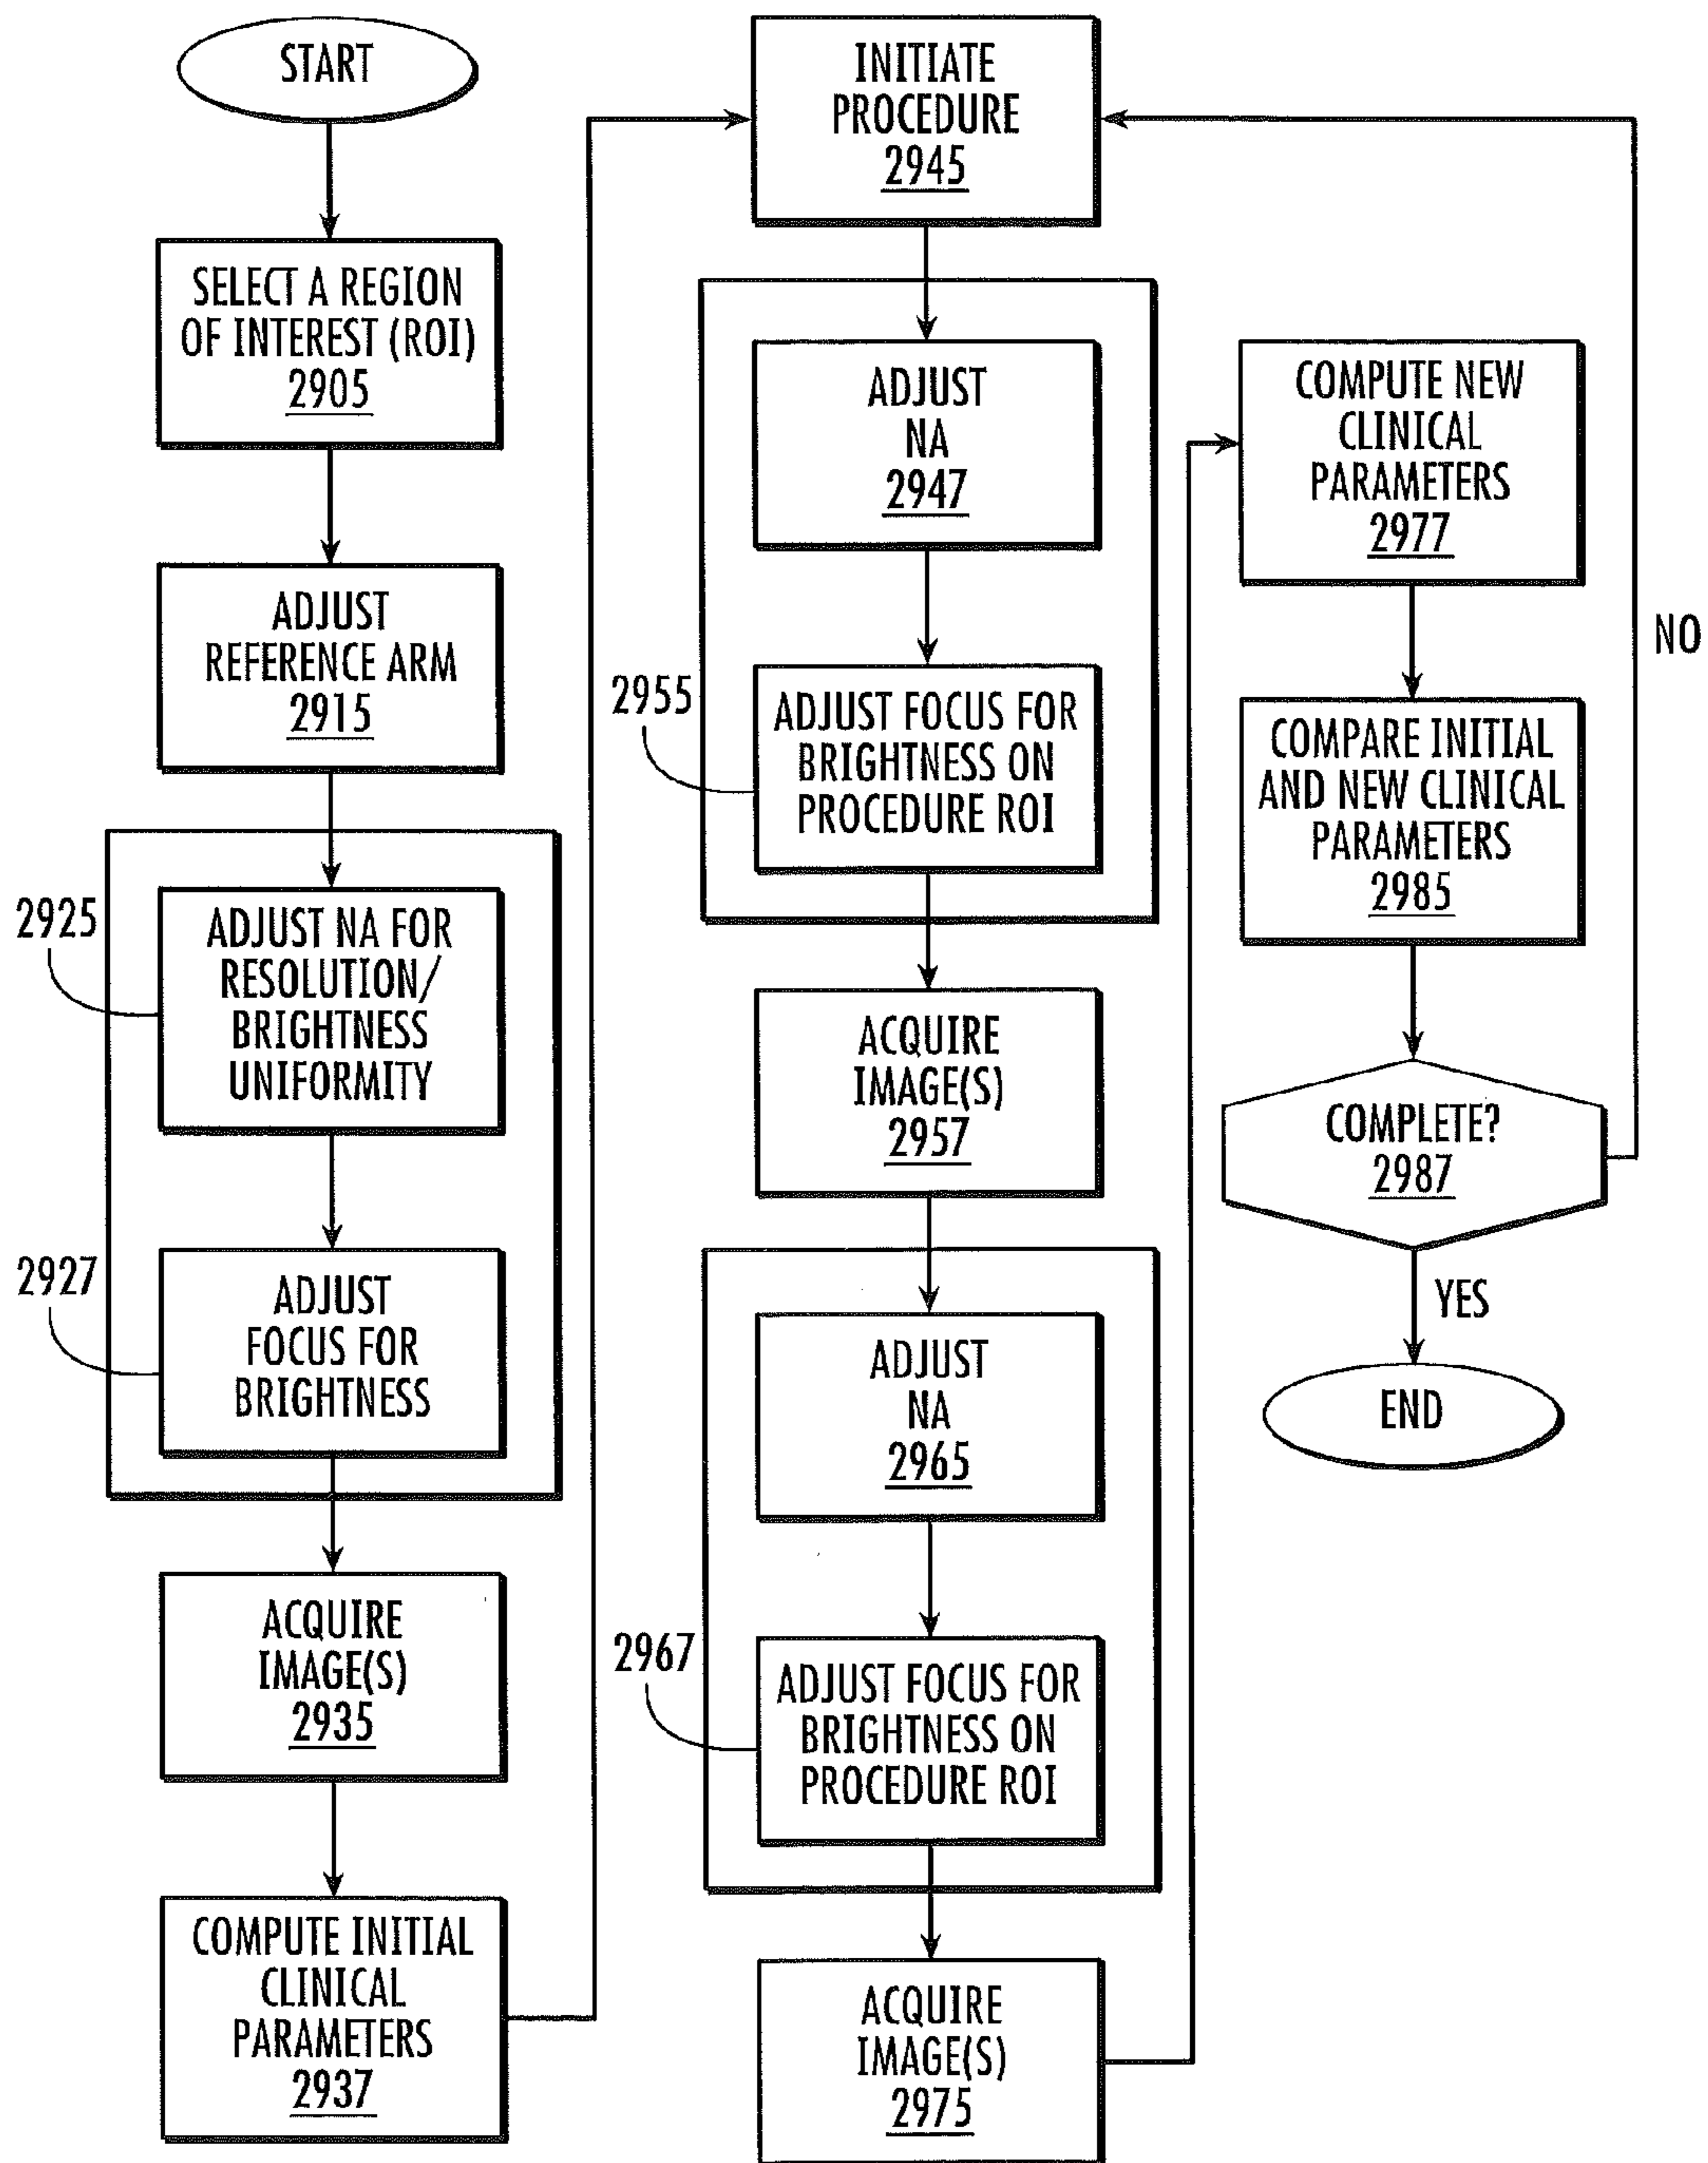 START
SELECT A REGION
OF INTEREST (ROI)
2905
ADJUST
REFERENCE ARM
2915
2925
ADJUST NA FOR
RESOLUTION/
BRIGHTNESS
UNIFORMITY
2927
ADJUST
FOCUS FOR
BRIGHTNESS
ACQUIRE
IMAGE(S)
2935
COMPUTE INITIAL
CLINICAL
PARAMETERS
2937
INITIATE
PROCEDURE
2945
ADJUST
NA
2947
2955
ADJUST FOCUS FOR
BRIGHTNESS ON
PROCEDURE ROI
ACQUIRE
IMAGE(S)
2957
ADJUST
NA
2965
2967
ADJUST FOCUS FOR
BRIGHTNESS ON
PROCEDURE ROI
ACQUIRE
IMAGE(S)
2975
COMPUTE NEW
CLINICAL
PARAMETERS
2977
COMPARE INITIAL
AND NEW CLINICAL
PARAMETERS
2985
COMPLETE?
2987
NO
YES
END